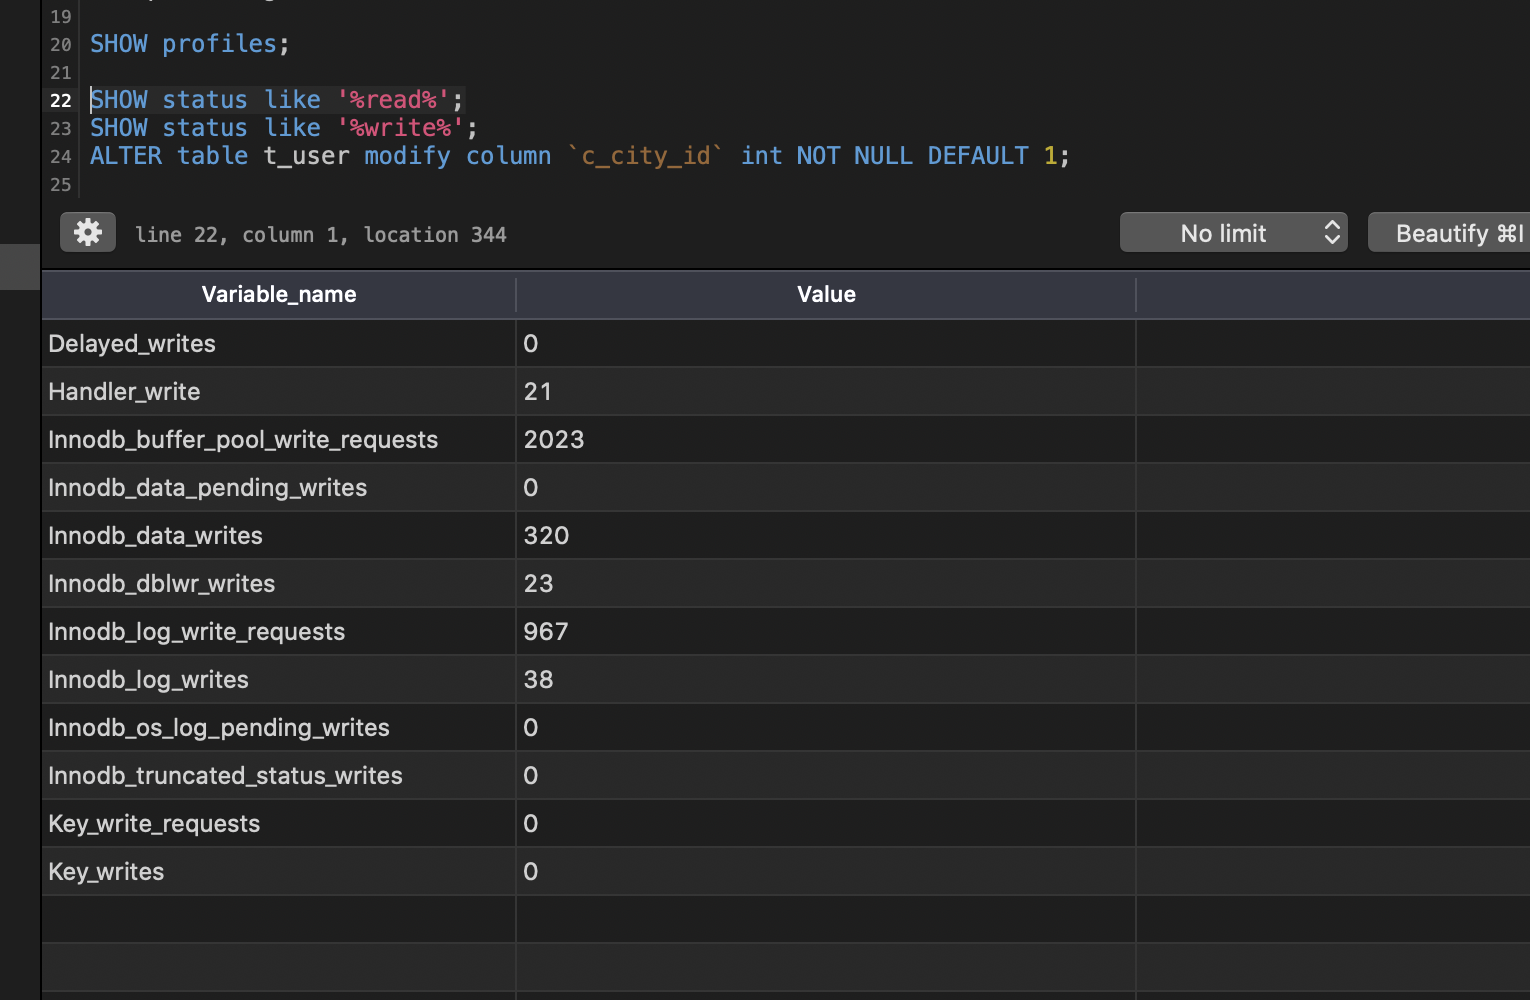 19
20 SHOW profiles;
21
22 SHOW status like '%read%';
23 SHOW status like '%write%';
24 ALTER table t_user modify column `c_city_id` int NOT NULL DEFAULT 1;
25
line 22, column 1, location 344
No limit
Beautify ⌘I
Variable_name Value
Delayed_writes 0
Handler_write 21
Innodb_buffer_pool_write_requests 2023
Innodb_data_pending_writes 0
Innodb_data_writes 320
Innodb_dblwr_writes 23
Innodb_log_write_requests 967
Innodb_log_writes 38
Innodb_os_log_pending_writes 0
Innodb_truncated_status_writes 0
Key_write_requests 0
Key_writes 0